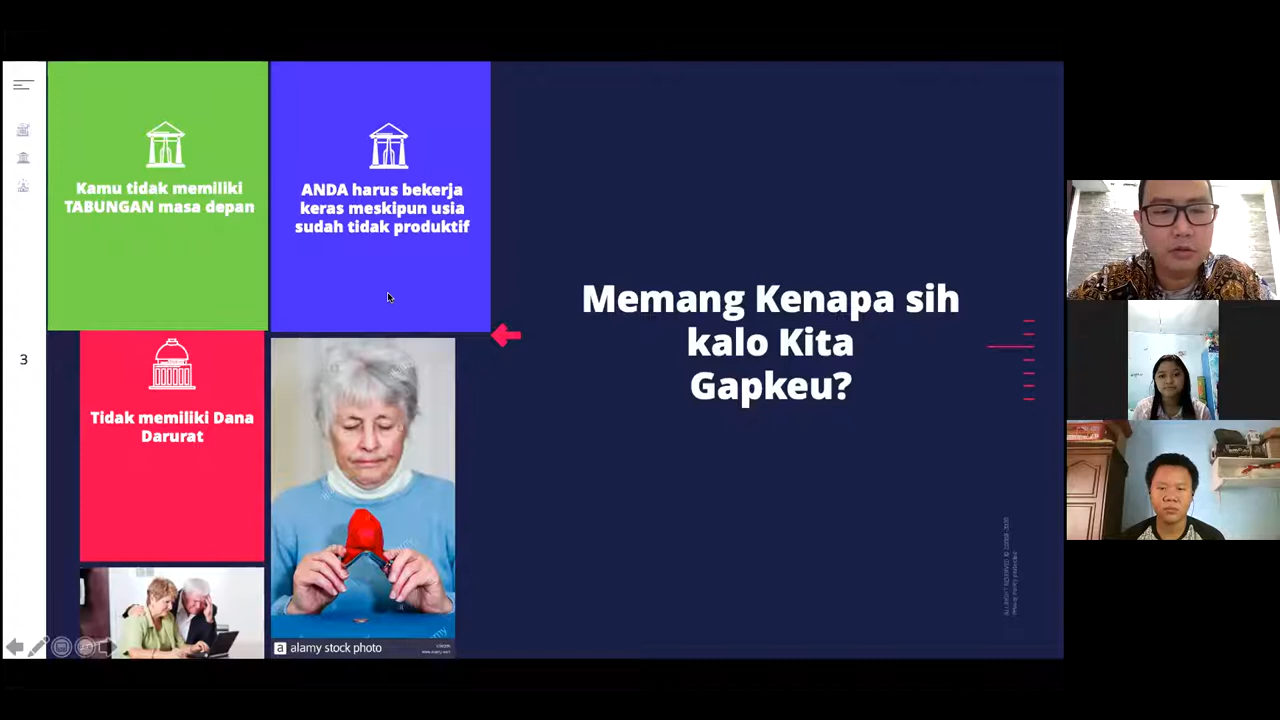 Kamu tidak memiliki
TABUNGAN masa depan
ANDA harus bekerja
keras meskipun usia
sudah tidak produktif
Memang Kenapa sih
kalo Kita
Gapkeu?
3
Tidak memiliki Dana
Darurat
a alamy stock photo